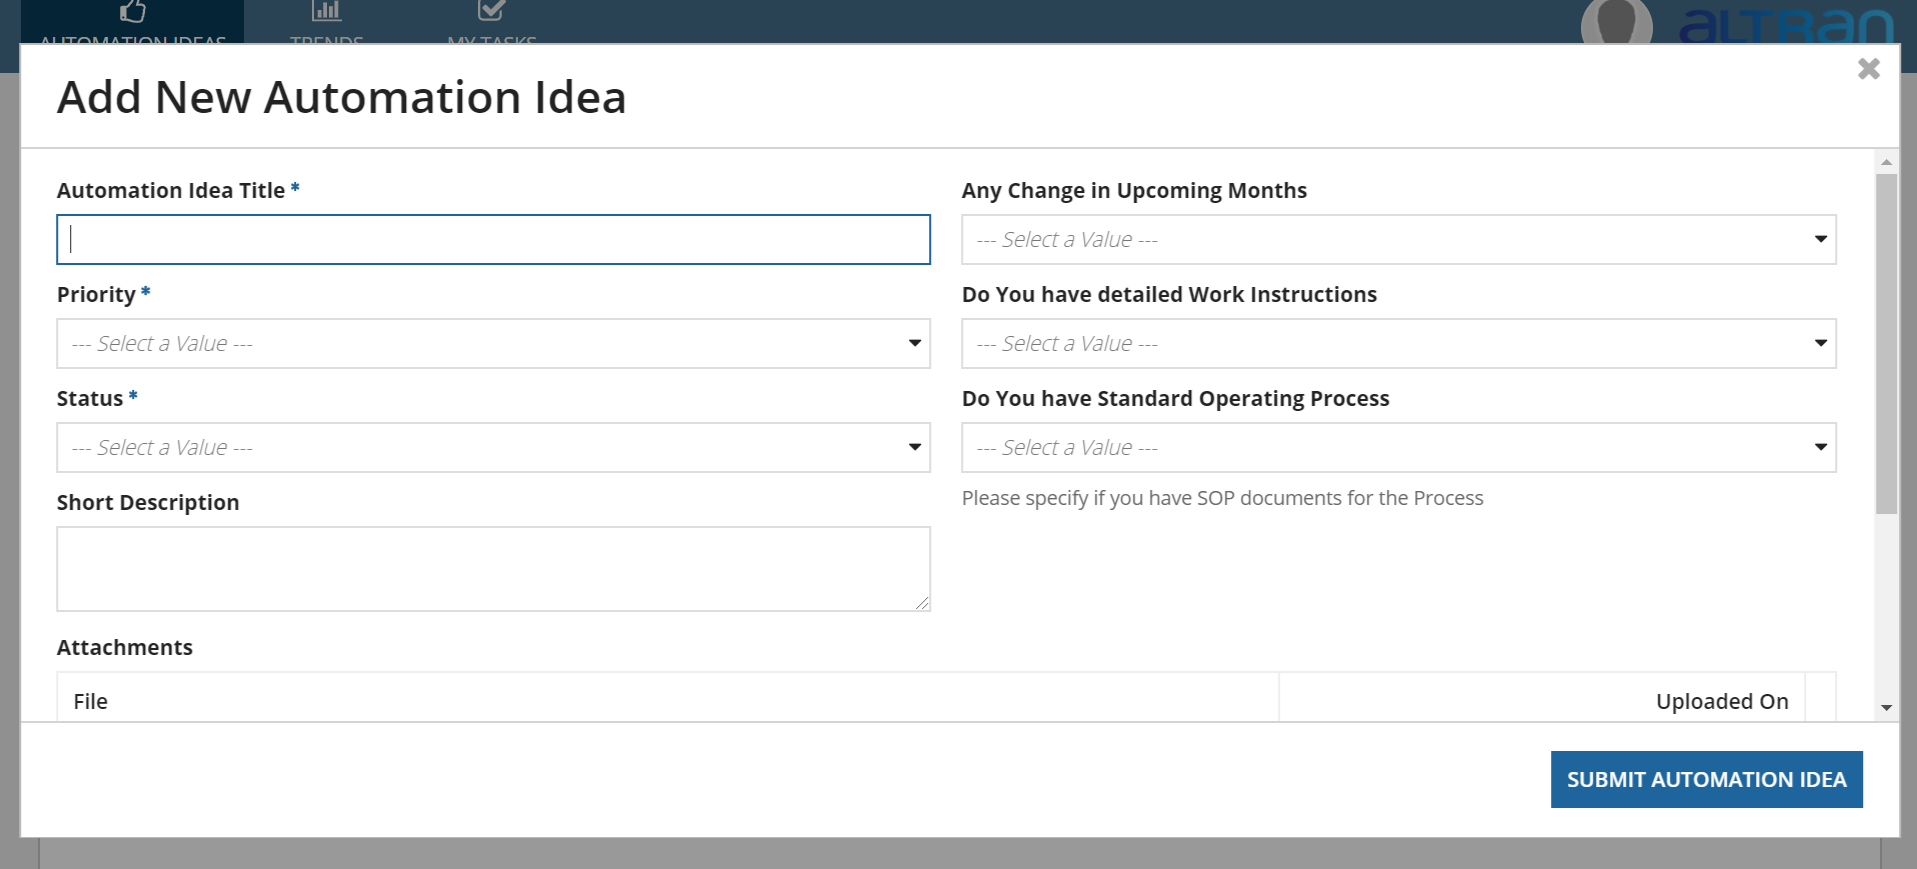 AUTOMATION IDEAS
TRENDS
MY TASKS
altran
Add New Automation Idea
Automation Idea Title *
Any Change in Upcoming Months
--- Select a Value ---
Priority *
Do You have detailed Work Instructions
--- Select a Value ---
--- Select a Value ---
Status *
Do You have Standard Operating Process
--- Select a Value ---
--- Select a Value ---
Short Description
Please specify if you have SOP documents for the Process
Attachments
File
Uploaded On
SUBMIT AUTOMATION IDEA